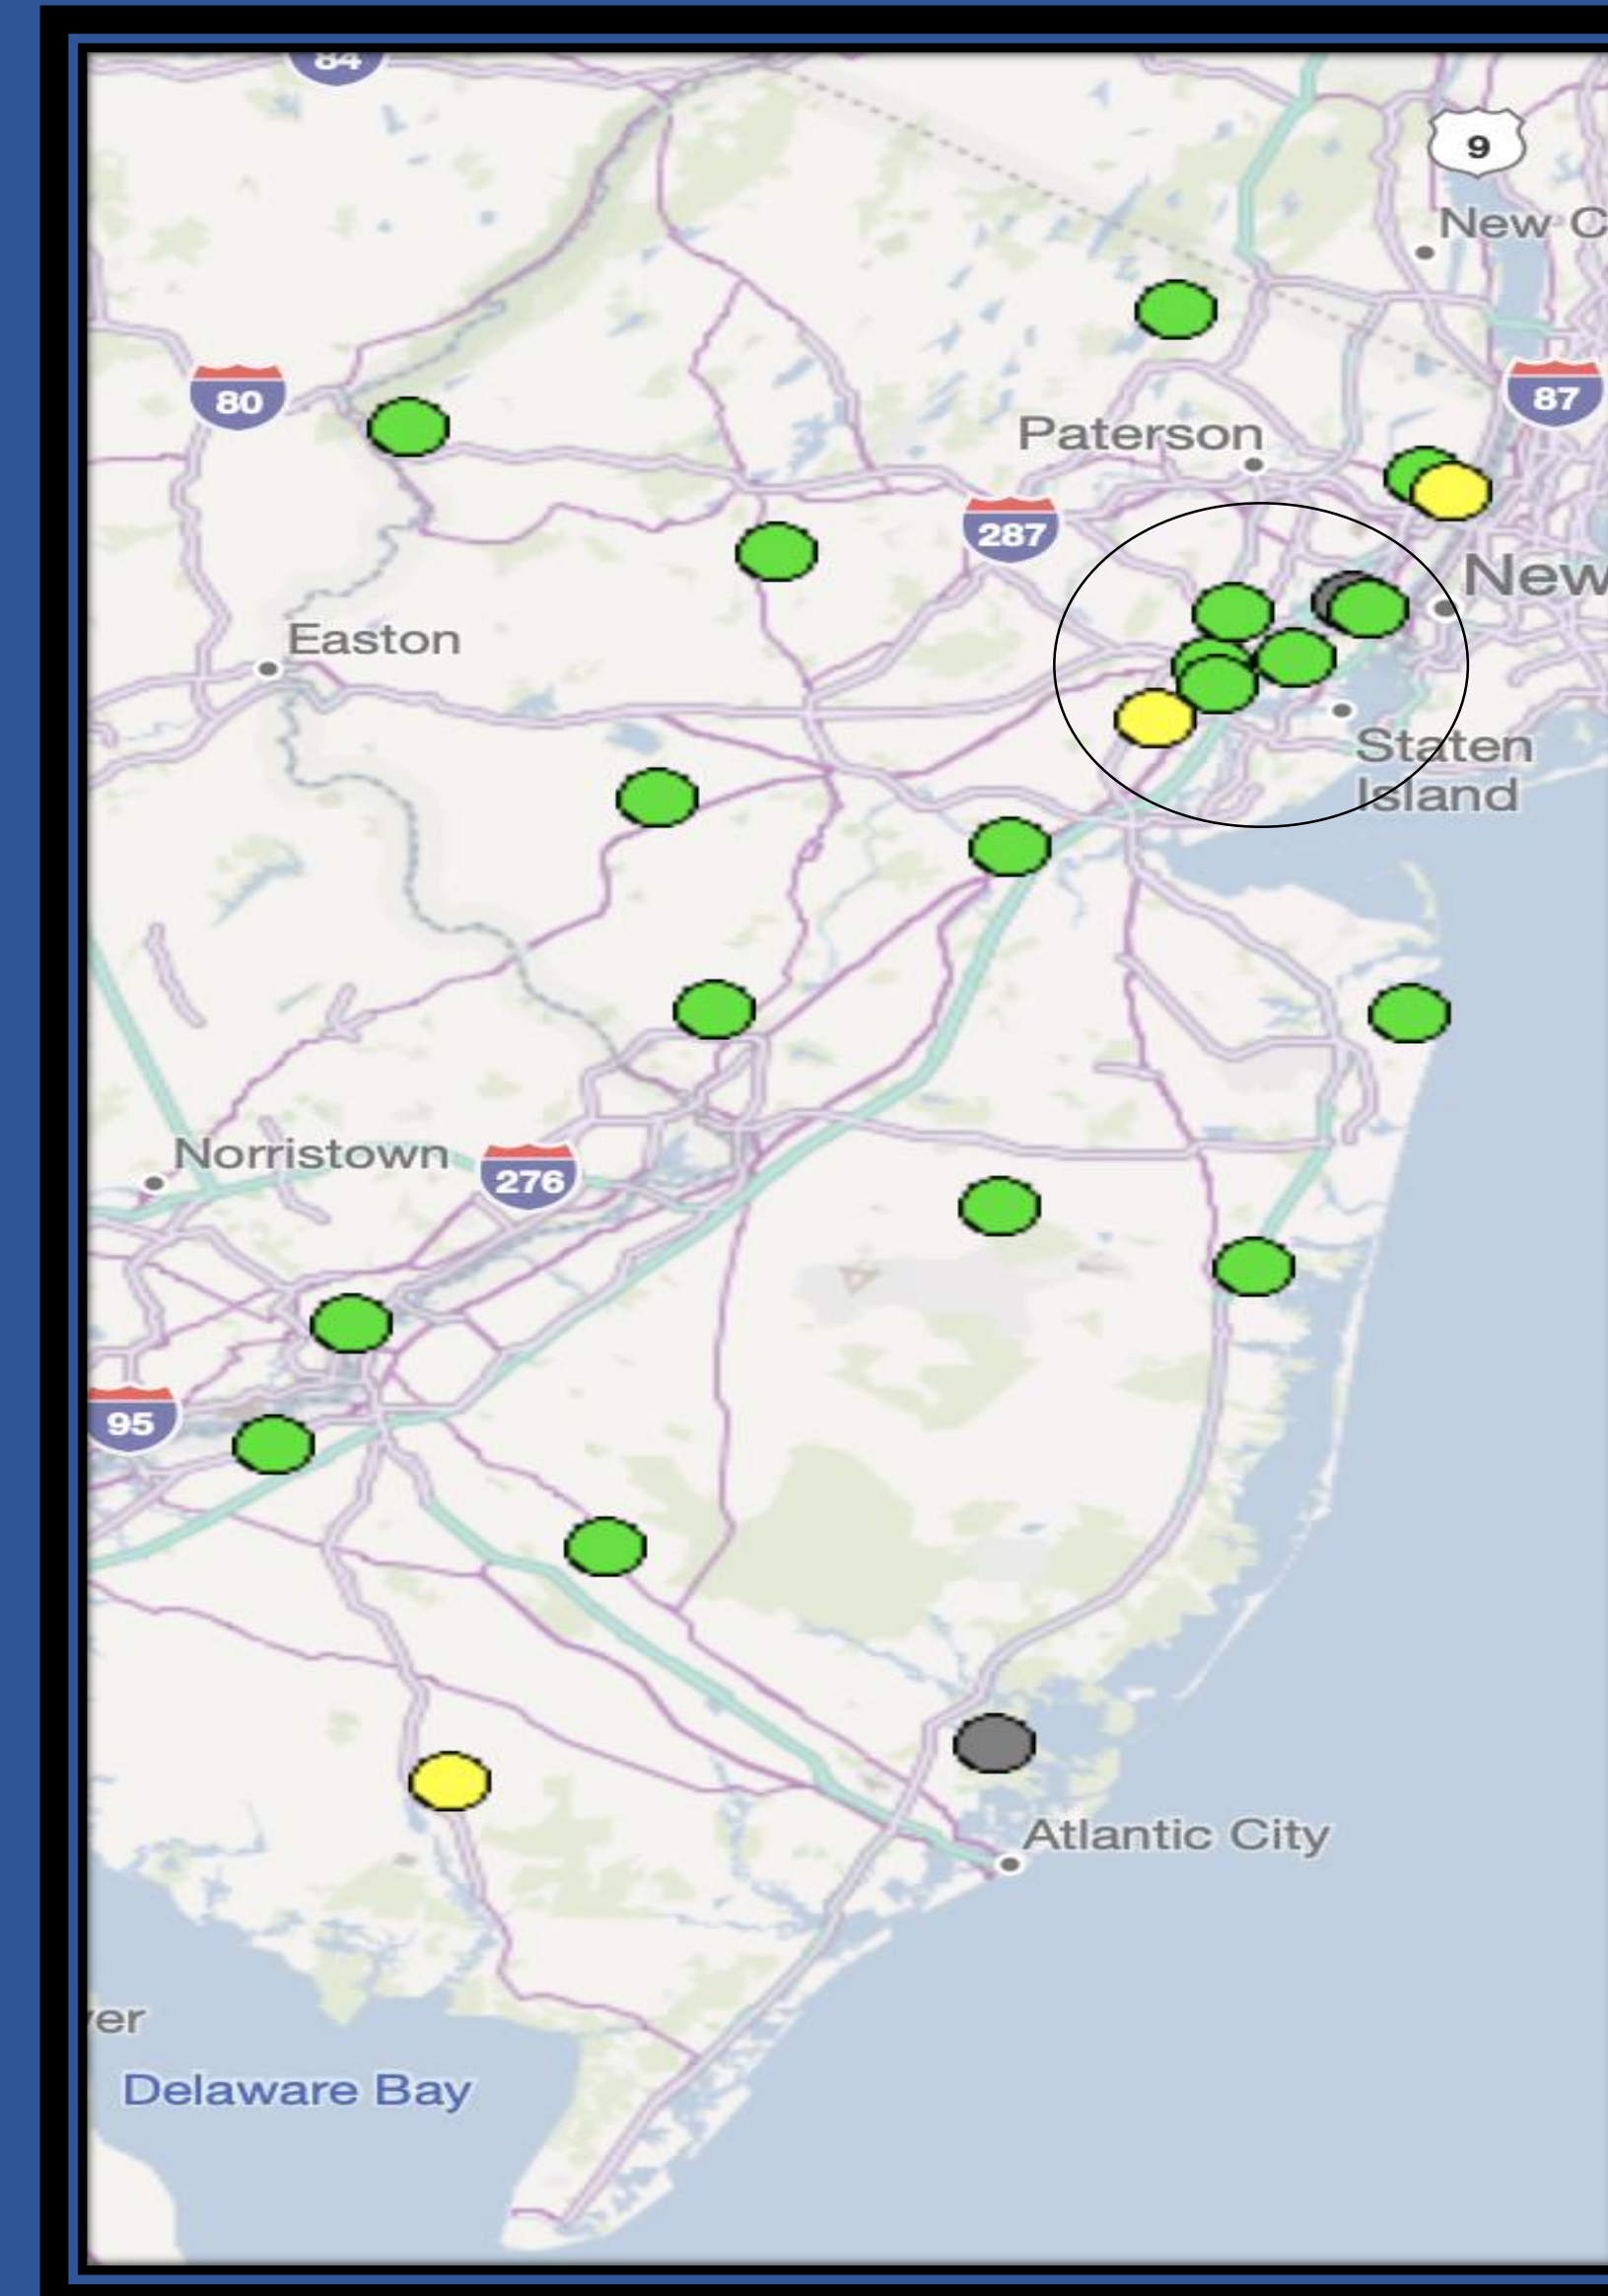 84
9
New C
80
87
Paterson
287
New
Easton
Staten
Island
Norristown
276
95
Atlantic City
er
Delaware Bay